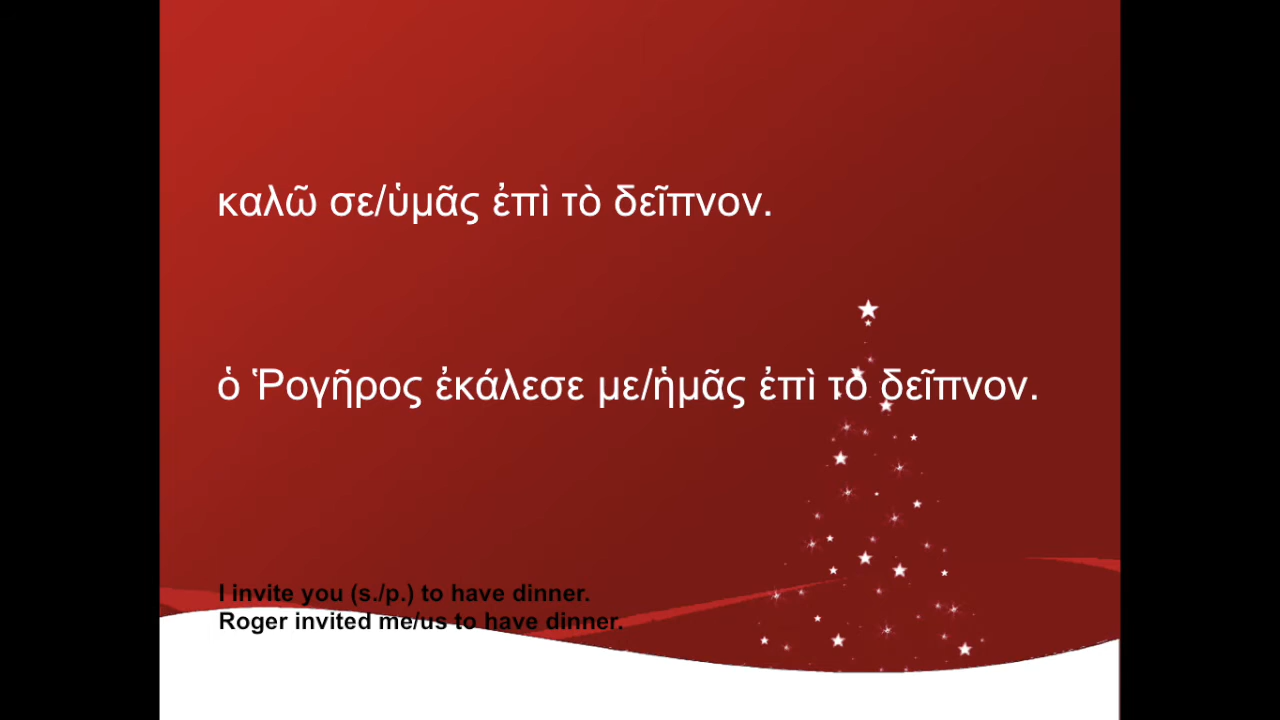 καλῶ σε/ὑμᾶς ἐπὶ τὸ δεῖπνον.
ὁ Ῥογῆρος ἐκάλεσε με/ἡμᾶς ἐπὶ τὸ δεῖπνον.
I invite you (s./p.) to have dinner.
Roger invited me/us to have dinner.